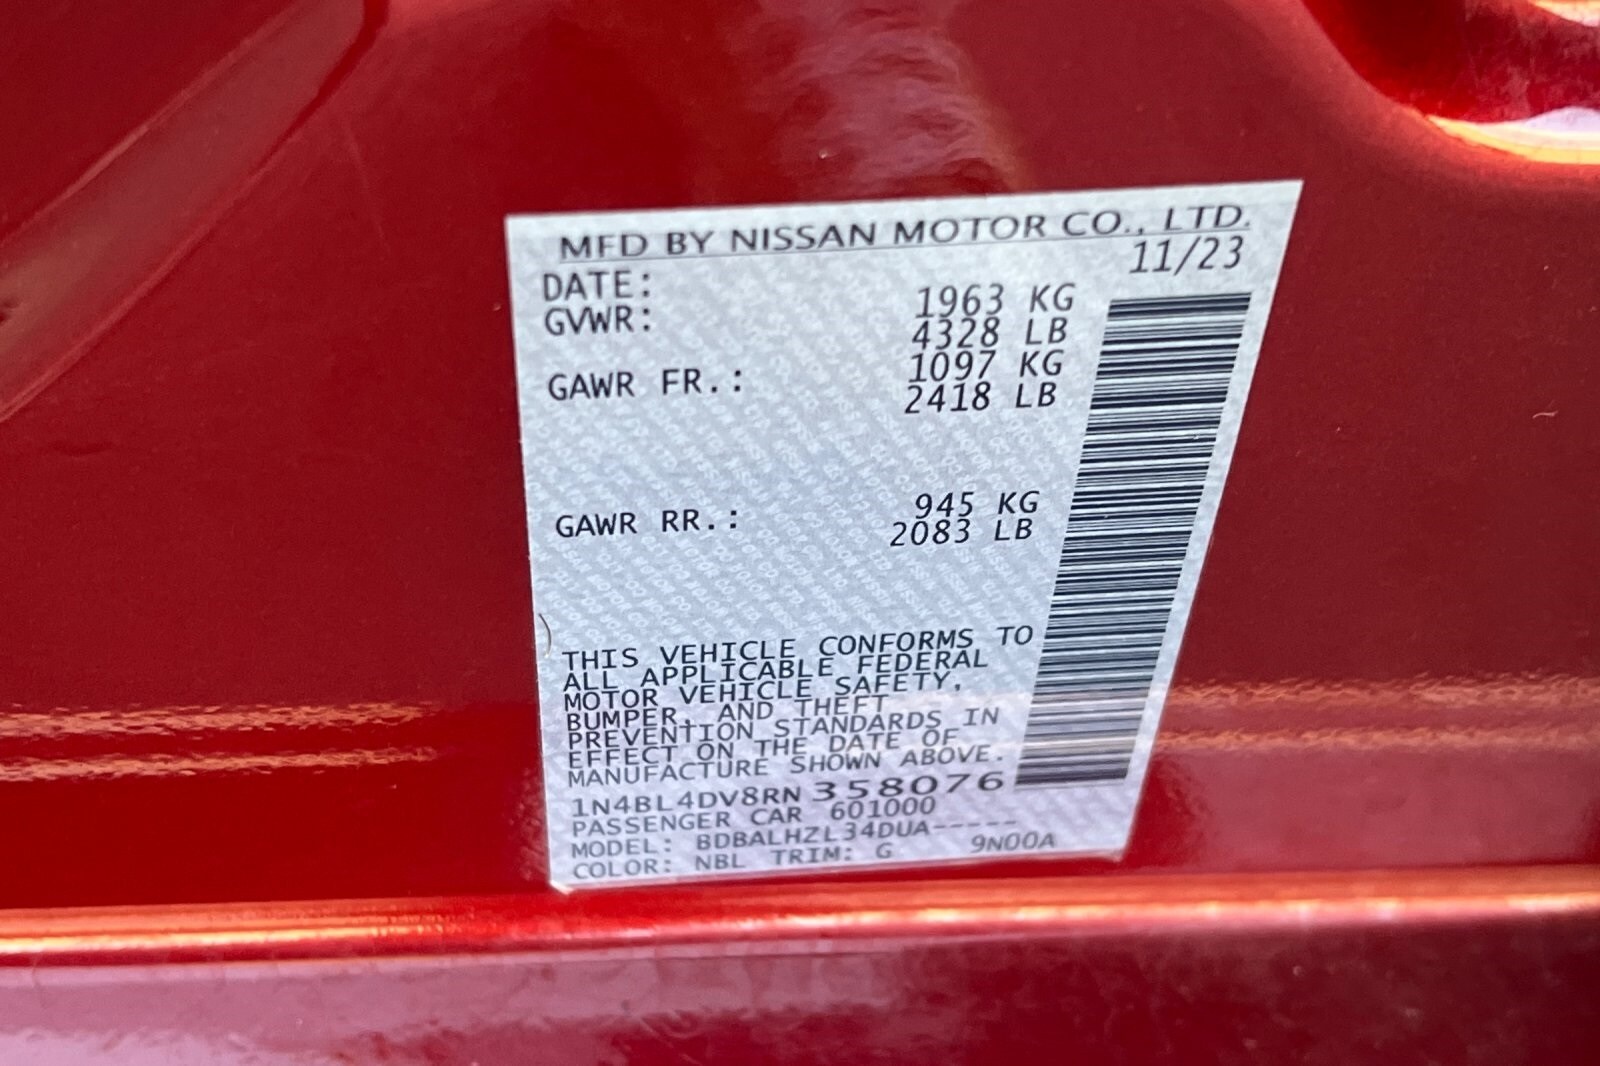 MFD BY NISSAN MOTOR CO., LTD.
DATE: 11/23
GVWR: 1963 KG
4328 LB
GAWR FR.: 1097 KG
2418 LB
GAWR RR.: 945 KG
2083 LB
THIS VEHICLE CONFORMS TO
ALL APPLICABLE FEDERAL
MOTOR VEHICLE SAFETY,
BUMPER, AND THEFT
PREVENTION STANDARDS IN
EFFECT ON THE DATE OF
MANUFACTURE SHOWN ABOVE.
1N4BL4DV8RN358076
PASSENGER CAR 601000
MODEL: BDBALHZL34DUA-----
COLOR: NBL TRIM: G 9N00A